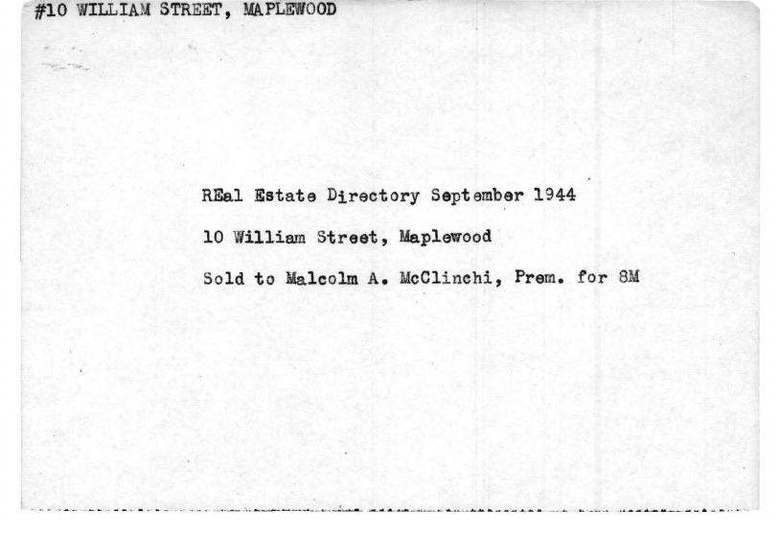 #10 WILLIAM STREET, MAPLEWOOD
REal Estate Directory September 1944
10 William Street, Maplewood
Sold to Malcolm A. McClinchi, Prem. for 8M